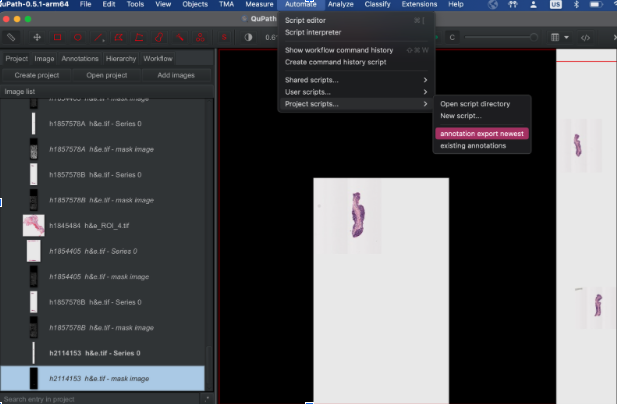 QuPath-0.5.1-arm64 File Edit Tools View Objects TMA Measure Automate Analyze Classify Extensions Help US
QuPath
Project Image Annotations Hierarchy Workflow
Create project Open project Add images
Image list
h1854405 h&e.tif - mask image
h1857578A h&e.tif - Series 0
h1857578A h&e.tif - mask image
h1857578B h&e.tif - Series 0
h1857578B h&e.tif - mask image
h1845484 h&e_ROI_4.tif
h1854405 h&e.tif - Series 0
h1854405 h&e.tif - mask image
h1857578B h&e.tif - Series 0
h1857578B h&e.tif - mask image
h2114153 h&e.tif - Series 0
h2114153 h&e.tif - mask image
Search entry in project
Script editor
Script interpreter
Show workflow command history
Create command history script
Shared scripts...
User scripts...
Project scripts...
Open script directory
New script...
annotation export newest
existing annotations
C